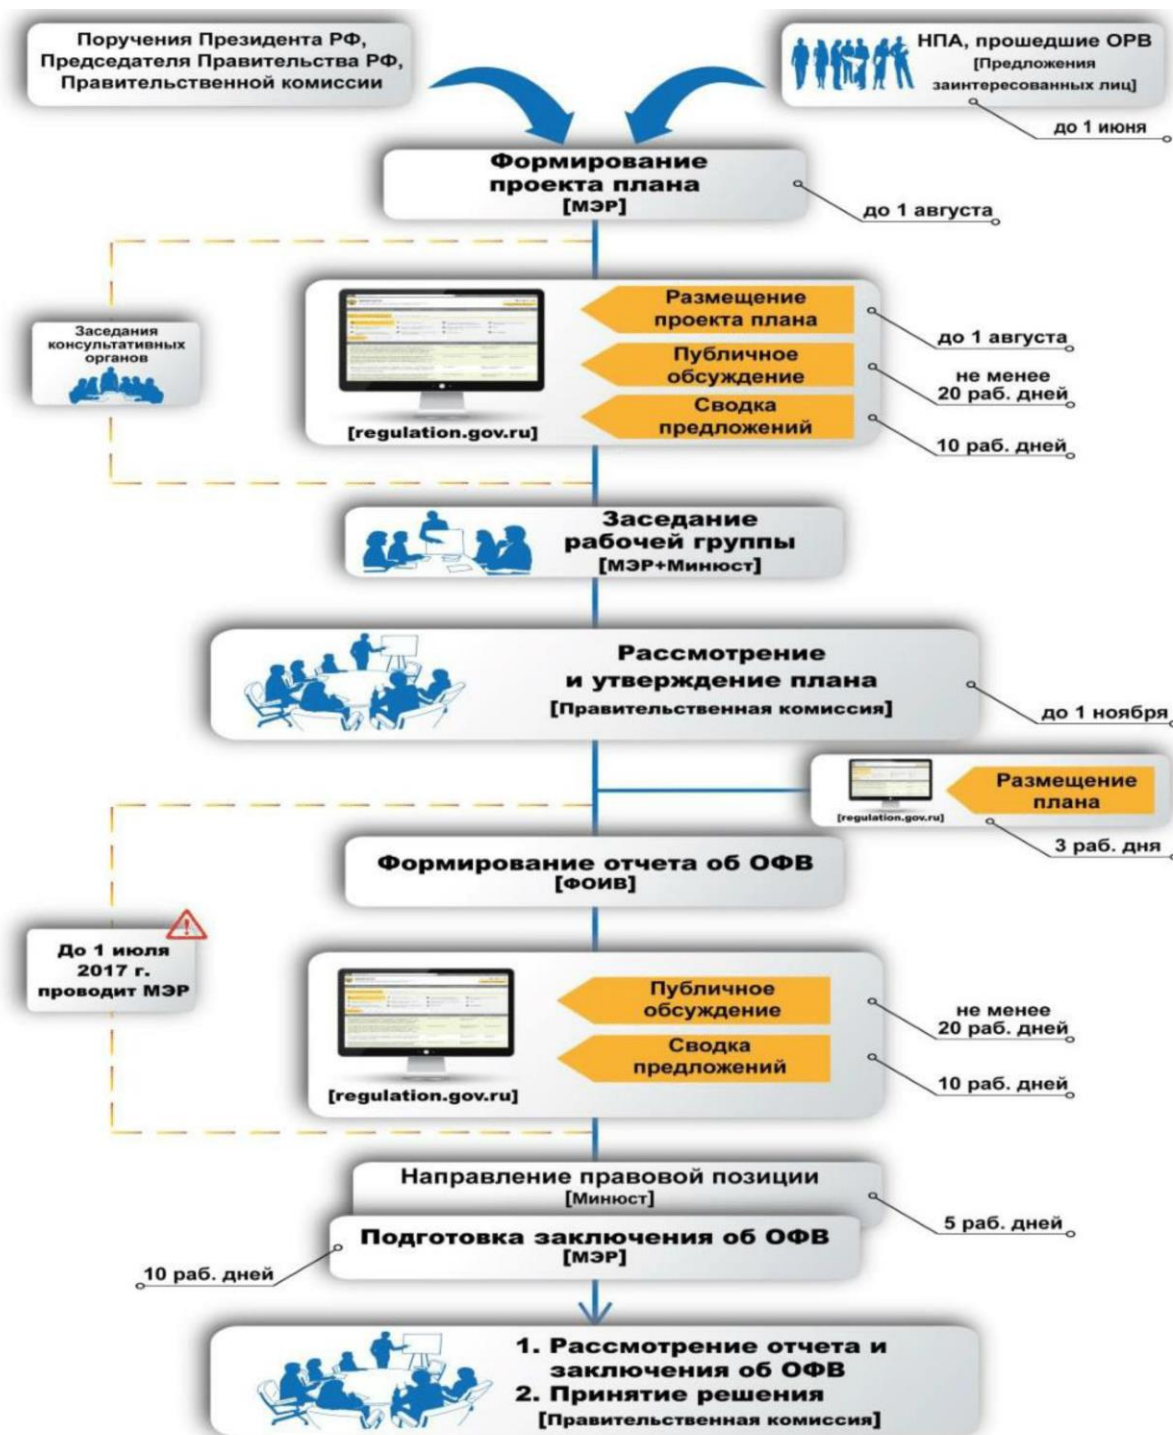 Поручения Президента РФ,
Председателя Правительства РФ,
Правительственной комиссии
НПА, прошедшие ОРВ
[Предложения
заинтересованных лиц]
до 1 июня
Формирование
проекта плана
[МЭР]
до 1 августа
Заседания
консультативных
органов
[regulation.gov.ru]
Размещение
проекта плана
до 1 августа
Публичное
обсуждение
не менее
20 раб. дней
Сводка
предложений
10 раб. дней
Заседание
рабочей группы
[МЭР+Минюст]
Рассмотрение
и утверждение плана
[Правительственная комиссия]
до 1 ноября
[regulation.gov.ru]
Размещение
плана
3 раб. дня
Формирование отчета об ОФВ
[ФОИВ]
До 1 июля
2017 г.
проводит МЭР
[regulation.gov.ru]
Публичное
обсуждение
не менее
20 раб. дней
Сводка
предложений
10 раб. дней
Направление правовой позиции
[Минюст]
5 раб. дней
Подготовка заключения об ОФВ
[МЭР]
10 раб. дней
1. Рассмотрение отчета и
заключения об ОФВ
2. Принятие решения
[Правительственная комиссия]